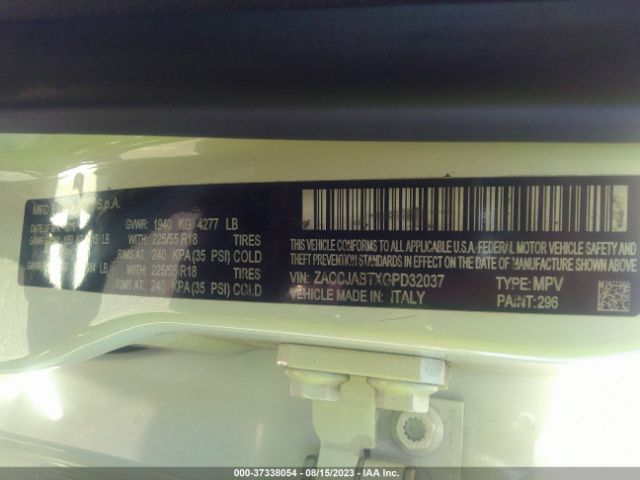 MFD S.p.A.
GVWR: 1940 KG 4277 LB
WITH: 225/55 R18 TIRES
RIMS AT: 240 KPA(35 PSI) COLD
LB
WITH: 225/55 R18 TIRES
RIMS AT: 240 KPA(35 PSI) COLD
THIS VEHICLE CONFORMS TO ALL APPLICABLE U.S.A. FEDERAL MOTOR VEHICLE SAFETY AND
THEFT PREVENTION STANDARDS IN EFFECT ON THE DATE OF MANUFACTURE SHOWN ABOVE.
VIN: ZACCJABTXGPD32037 TYPE: MPV
VEHICLE MADE IN: ITALY PAINT: 296
000-37338054 - 08/15/2023 - IAA Inc.